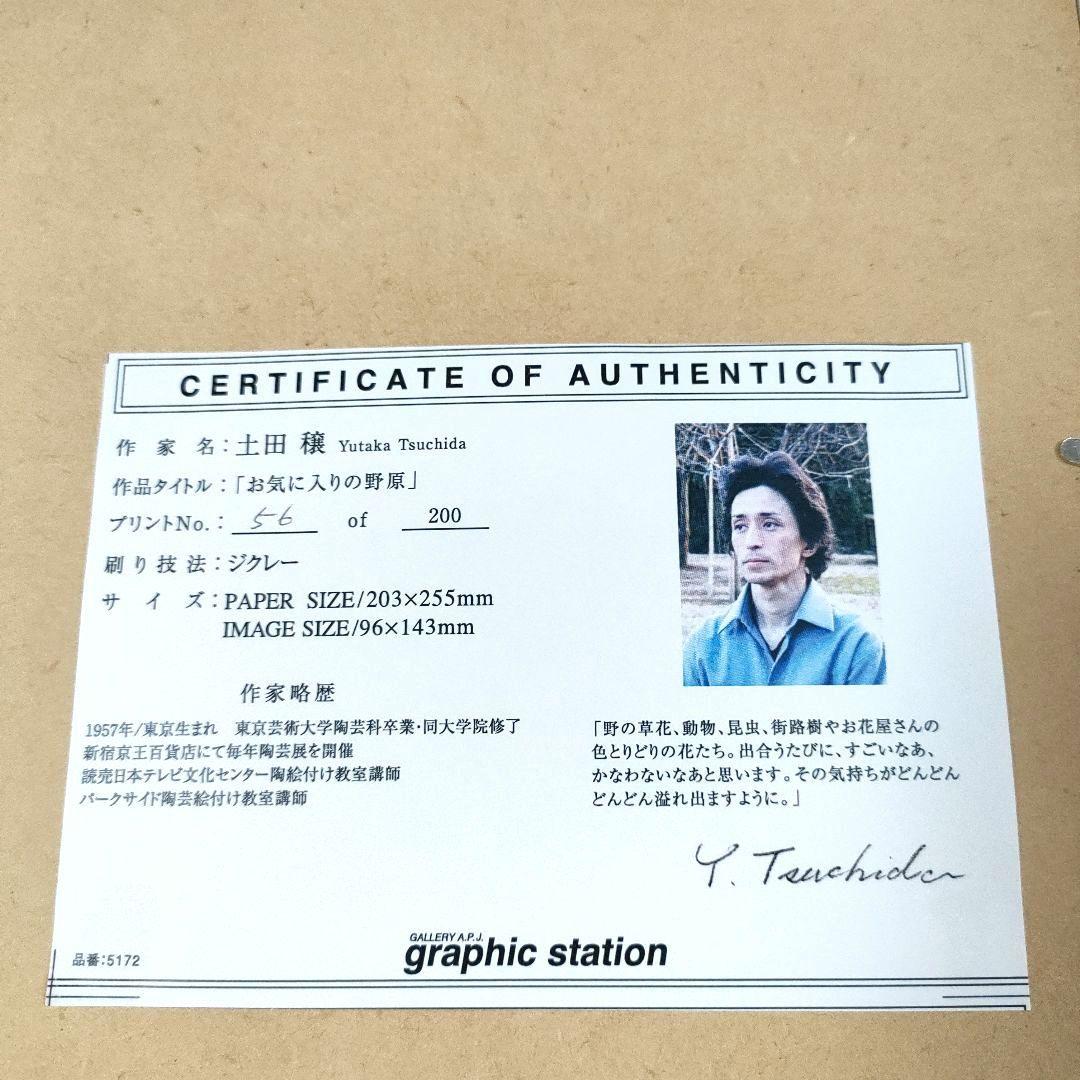 CERTIFICATE OF AUTHENTICITY
作 家 名：土田 穣 Yutaka Tsuchida
作品タイトル：「お気に入りの野原」
プリントNo.： 56 of 200
刷り技法：ジクレー
サ イ ズ：PAPER SIZE/203×255mm
IMAGE SIZE/96×143mm
作家略歴
1957年/東京生まれ 東京芸術大学陶芸科卒業・同大学院修了
新宿京王百貨店にて毎年陶芸展を開催
読売日本テレビ文化センター陶絵付け教室講師
パークサイド陶芸絵付け教室講師
「野の草花、動物、昆虫、街路樹やお花屋さんの
色とりどりの花たち。出合うたびに、すごいなあ、
かなわないなあと思います。その気持ちがどんどん
どんどん溢れ出ますように。」
Y. Tsuchida
GALLERY A.P.J.
graphic station
品番：5172